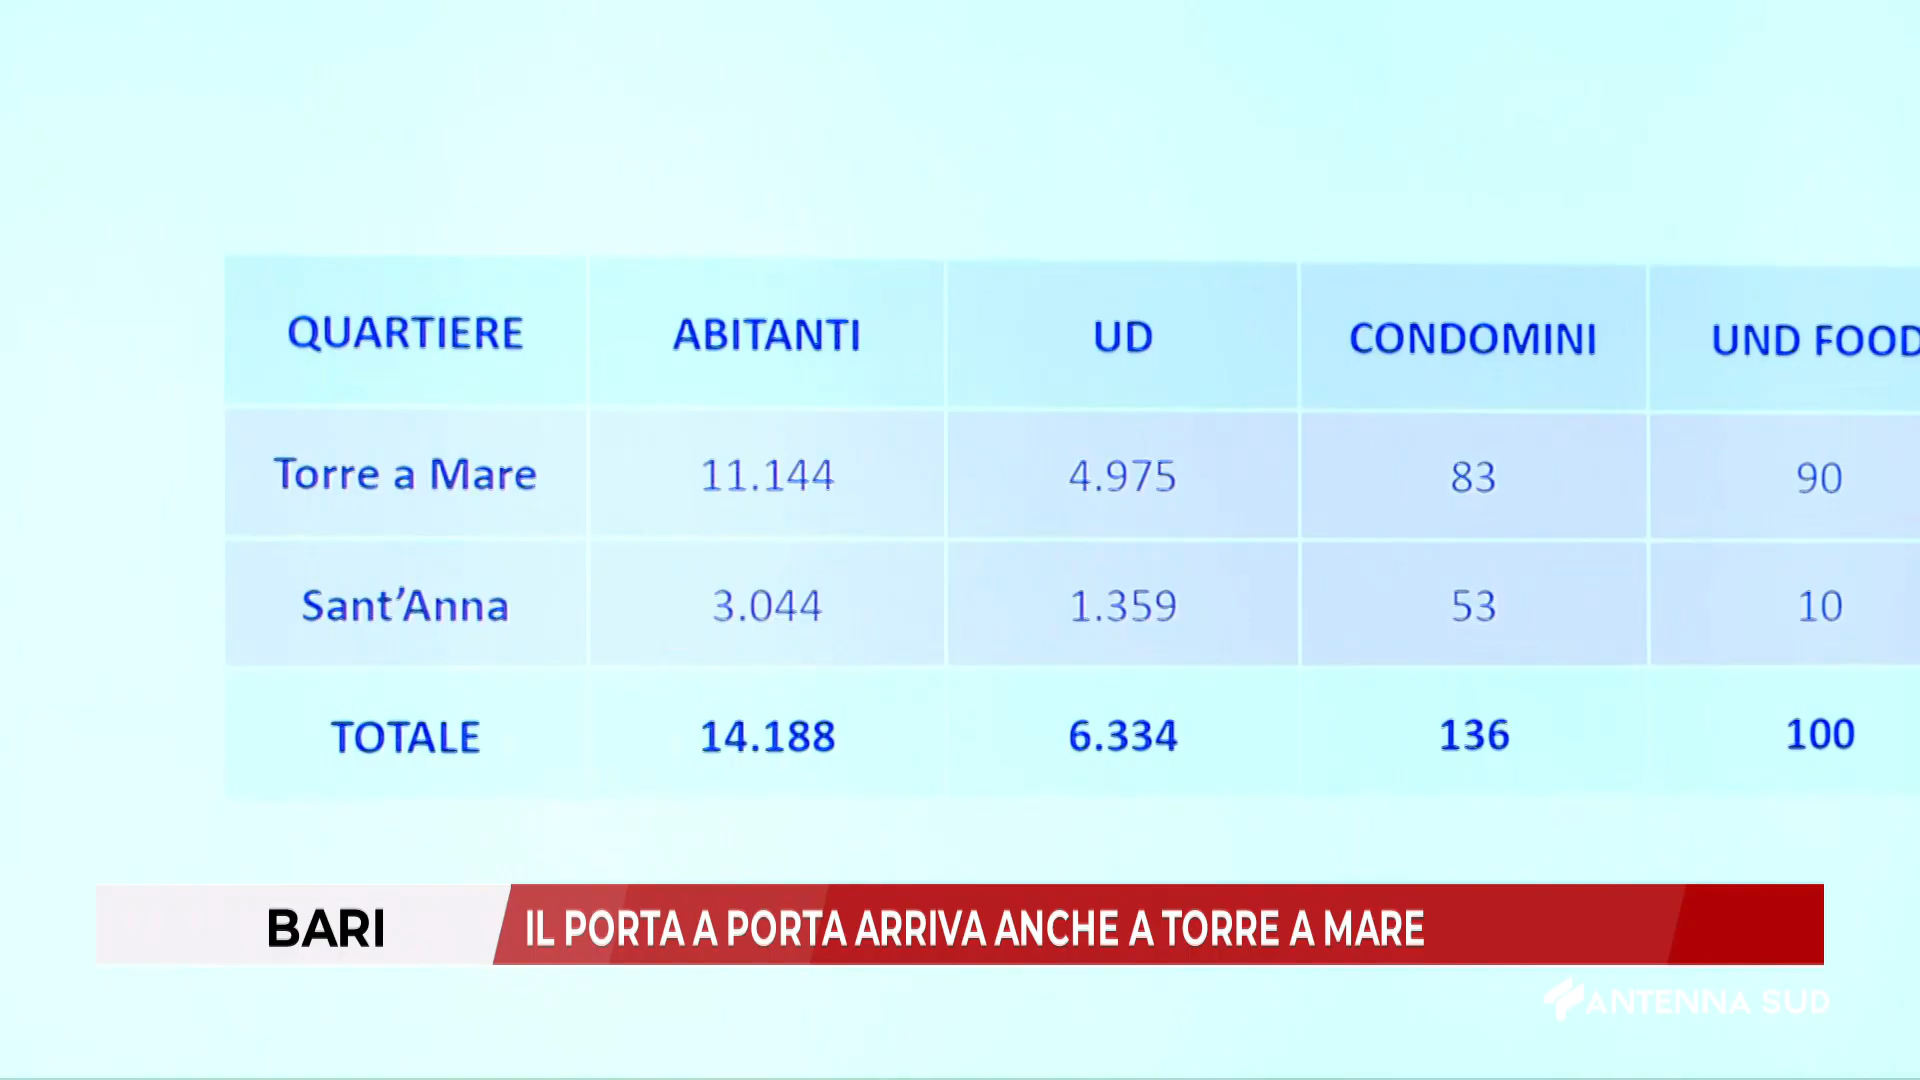 QUARTIERE ABITANTI UD CONDOMINI UND FOOD
Torre a Mare 11.144 4.975 83 90
Sant'Anna 3.044 1.359 53 10
TOTALE 14.188 6.334 136 100
BARI IL PORTA A PORTA ARRIVA ANCHE A TORRE A MARE
ANTENNA SUD